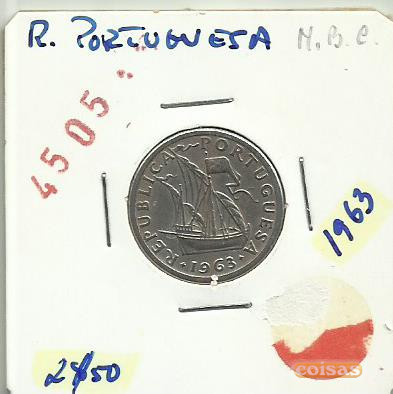 R. PORTUGUESA M.B.C.
4505
REPUBLICA PORTUGUESA
•1963•
1963
2$50
coisas